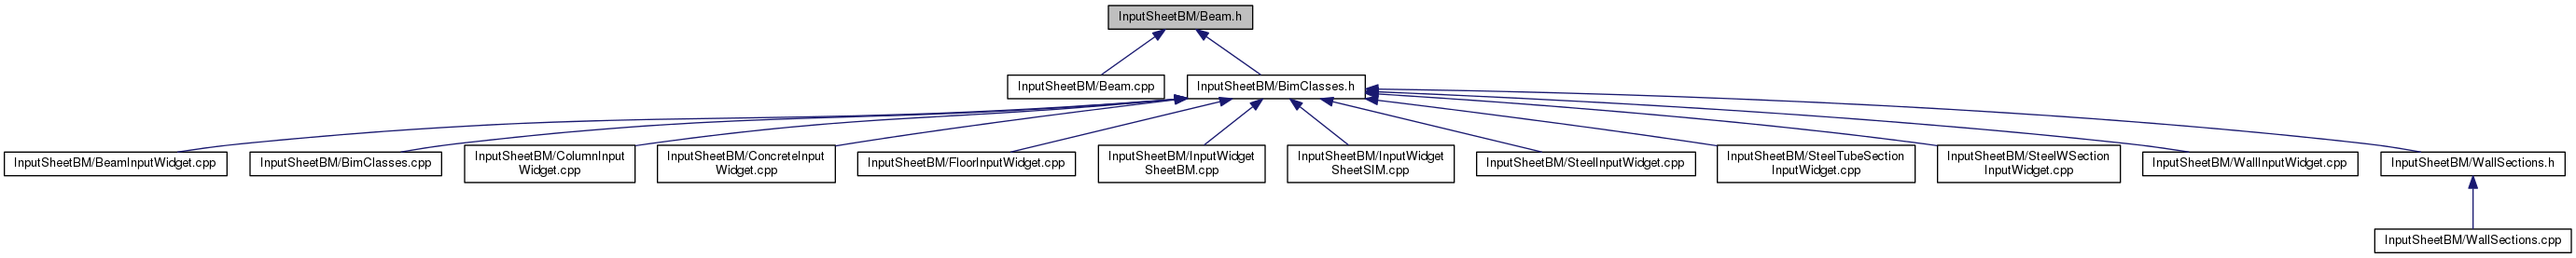 InputSheetBM/Beam.h
InputSheetBM/Beam.cpp
InputSheetBM/BimClasses.h
InputSheetBM/BeamInputWidget.cpp
InputSheetBM/BimClasses.cpp
InputSheetBM/ColumnInput
Widget.cpp
InputSheetBM/ConcreteInput
Widget.cpp
InputSheetBM/FloorInputWidget.cpp
InputSheetBM/InputWidget
SheetBM.cpp
InputSheetBM/InputWidget
SheetSIM.cpp
InputSheetBM/SteelInputWidget.cpp
InputSheetBM/SteelTubeSection
InputWidget.cpp
InputSheetBM/SteelWSection
InputWidget.cpp
InputSheetBM/WallInputWidget.cpp
InputSheetBM/WallSections.h
InputSheetBM/WallSections.cpp